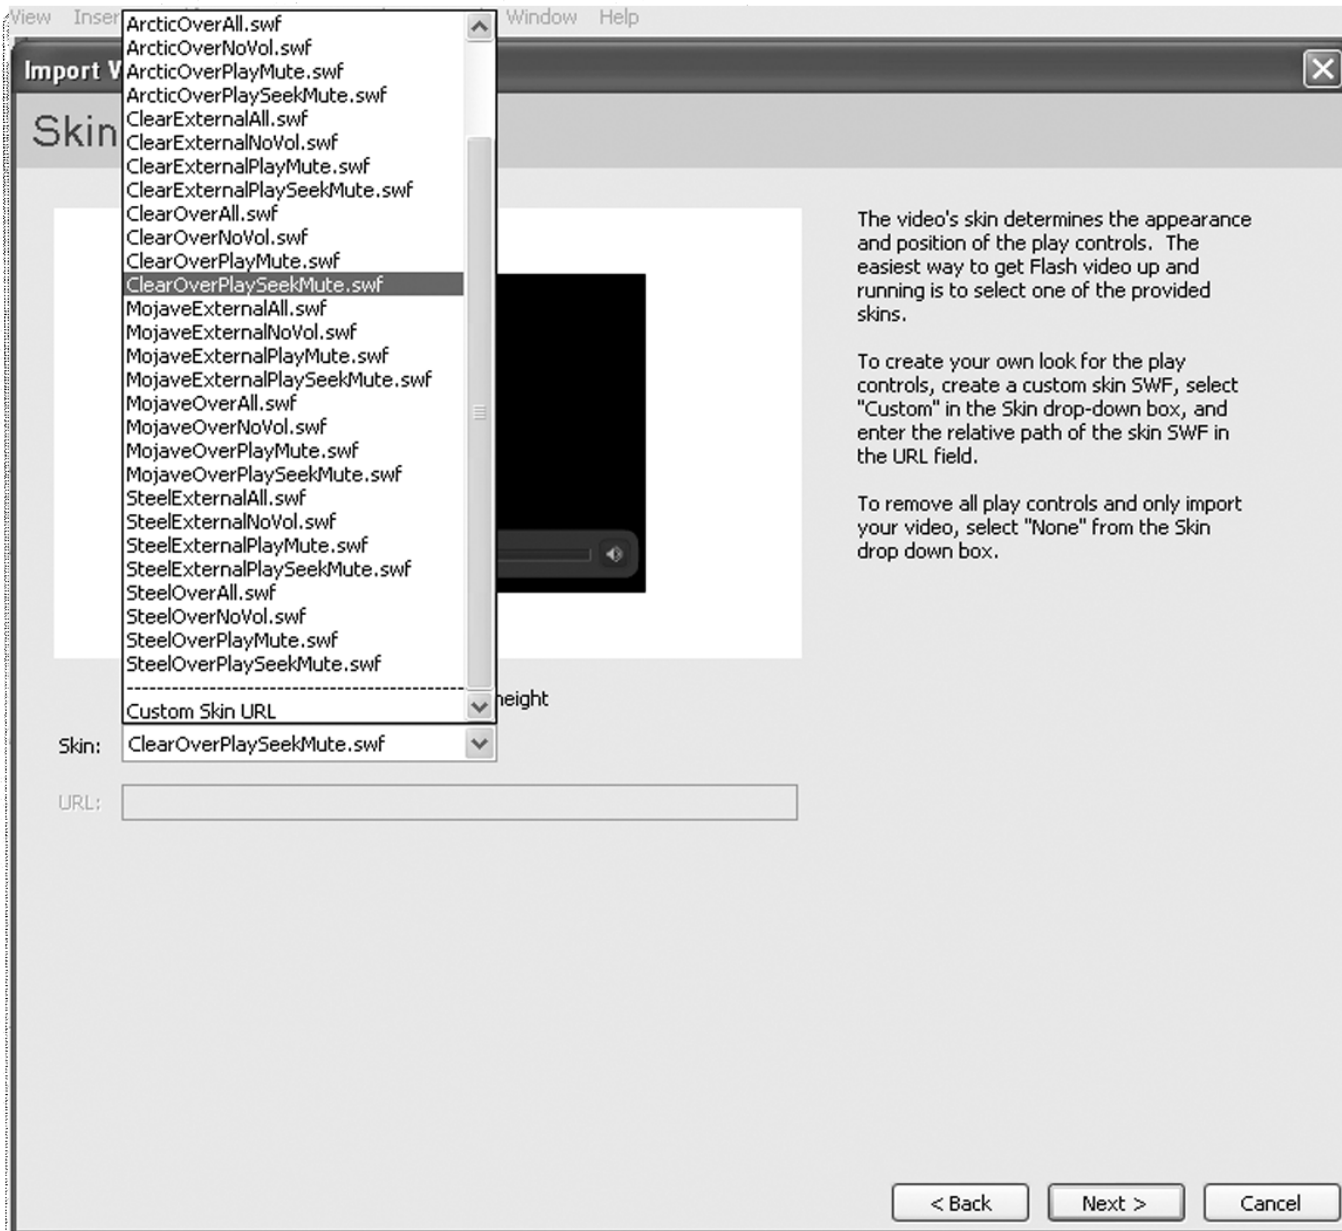 View Inser Window Help
Import V
Skin
ArcticOverAll.swf
ArcticOverNoVol.swf
ArcticOverPlayMute.swf
ArcticOverPlaySeekMute.swf
ClearExternalAll.swf
ClearExternalNoVol.swf
ClearExternalPlayMute.swf
ClearExternalPlaySeekMute.swf
ClearOverAll.swf
ClearOverNoVol.swf
ClearOverPlayMute.swf
ClearOverPlaySeekMute.swf
MojaveExternalAll.swf
MojaveExternalNoVol.swf
MojaveExternalPlayMute.swf
MojaveExternalPlaySeekMute.swf
MojaveOverAll.swf
MojaveOverNoVol.swf
MojaveOverPlayMute.swf
MojaveOverPlaySeekMute.swf
SteelExternalAll.swf
SteelExternalNoVol.swf
SteelExternalPlayMute.swf
SteelExternalPlaySeekMute.swf
SteelOverAll.swf
SteelOverNoVol.swf
SteelOverPlayMute.swf
SteelOverPlaySeekMute.swf
Custom Skin URL
height
Skin: ClearOverPlaySeekMute.swf
URL:
The video's skin determines the appearance
and position of the play controls. The
easiest way to get Flash video up and
running is to select one of the provided
skins.
To create your own look for the play
controls, create a custom skin SWF, select
"Custom" in the Skin drop-down box, and
enter the relative path of the skin SWF in
the URL field.
To remove all play controls and only import
your video, select "None" from the Skin
drop down box.
< Back Next > Cancel